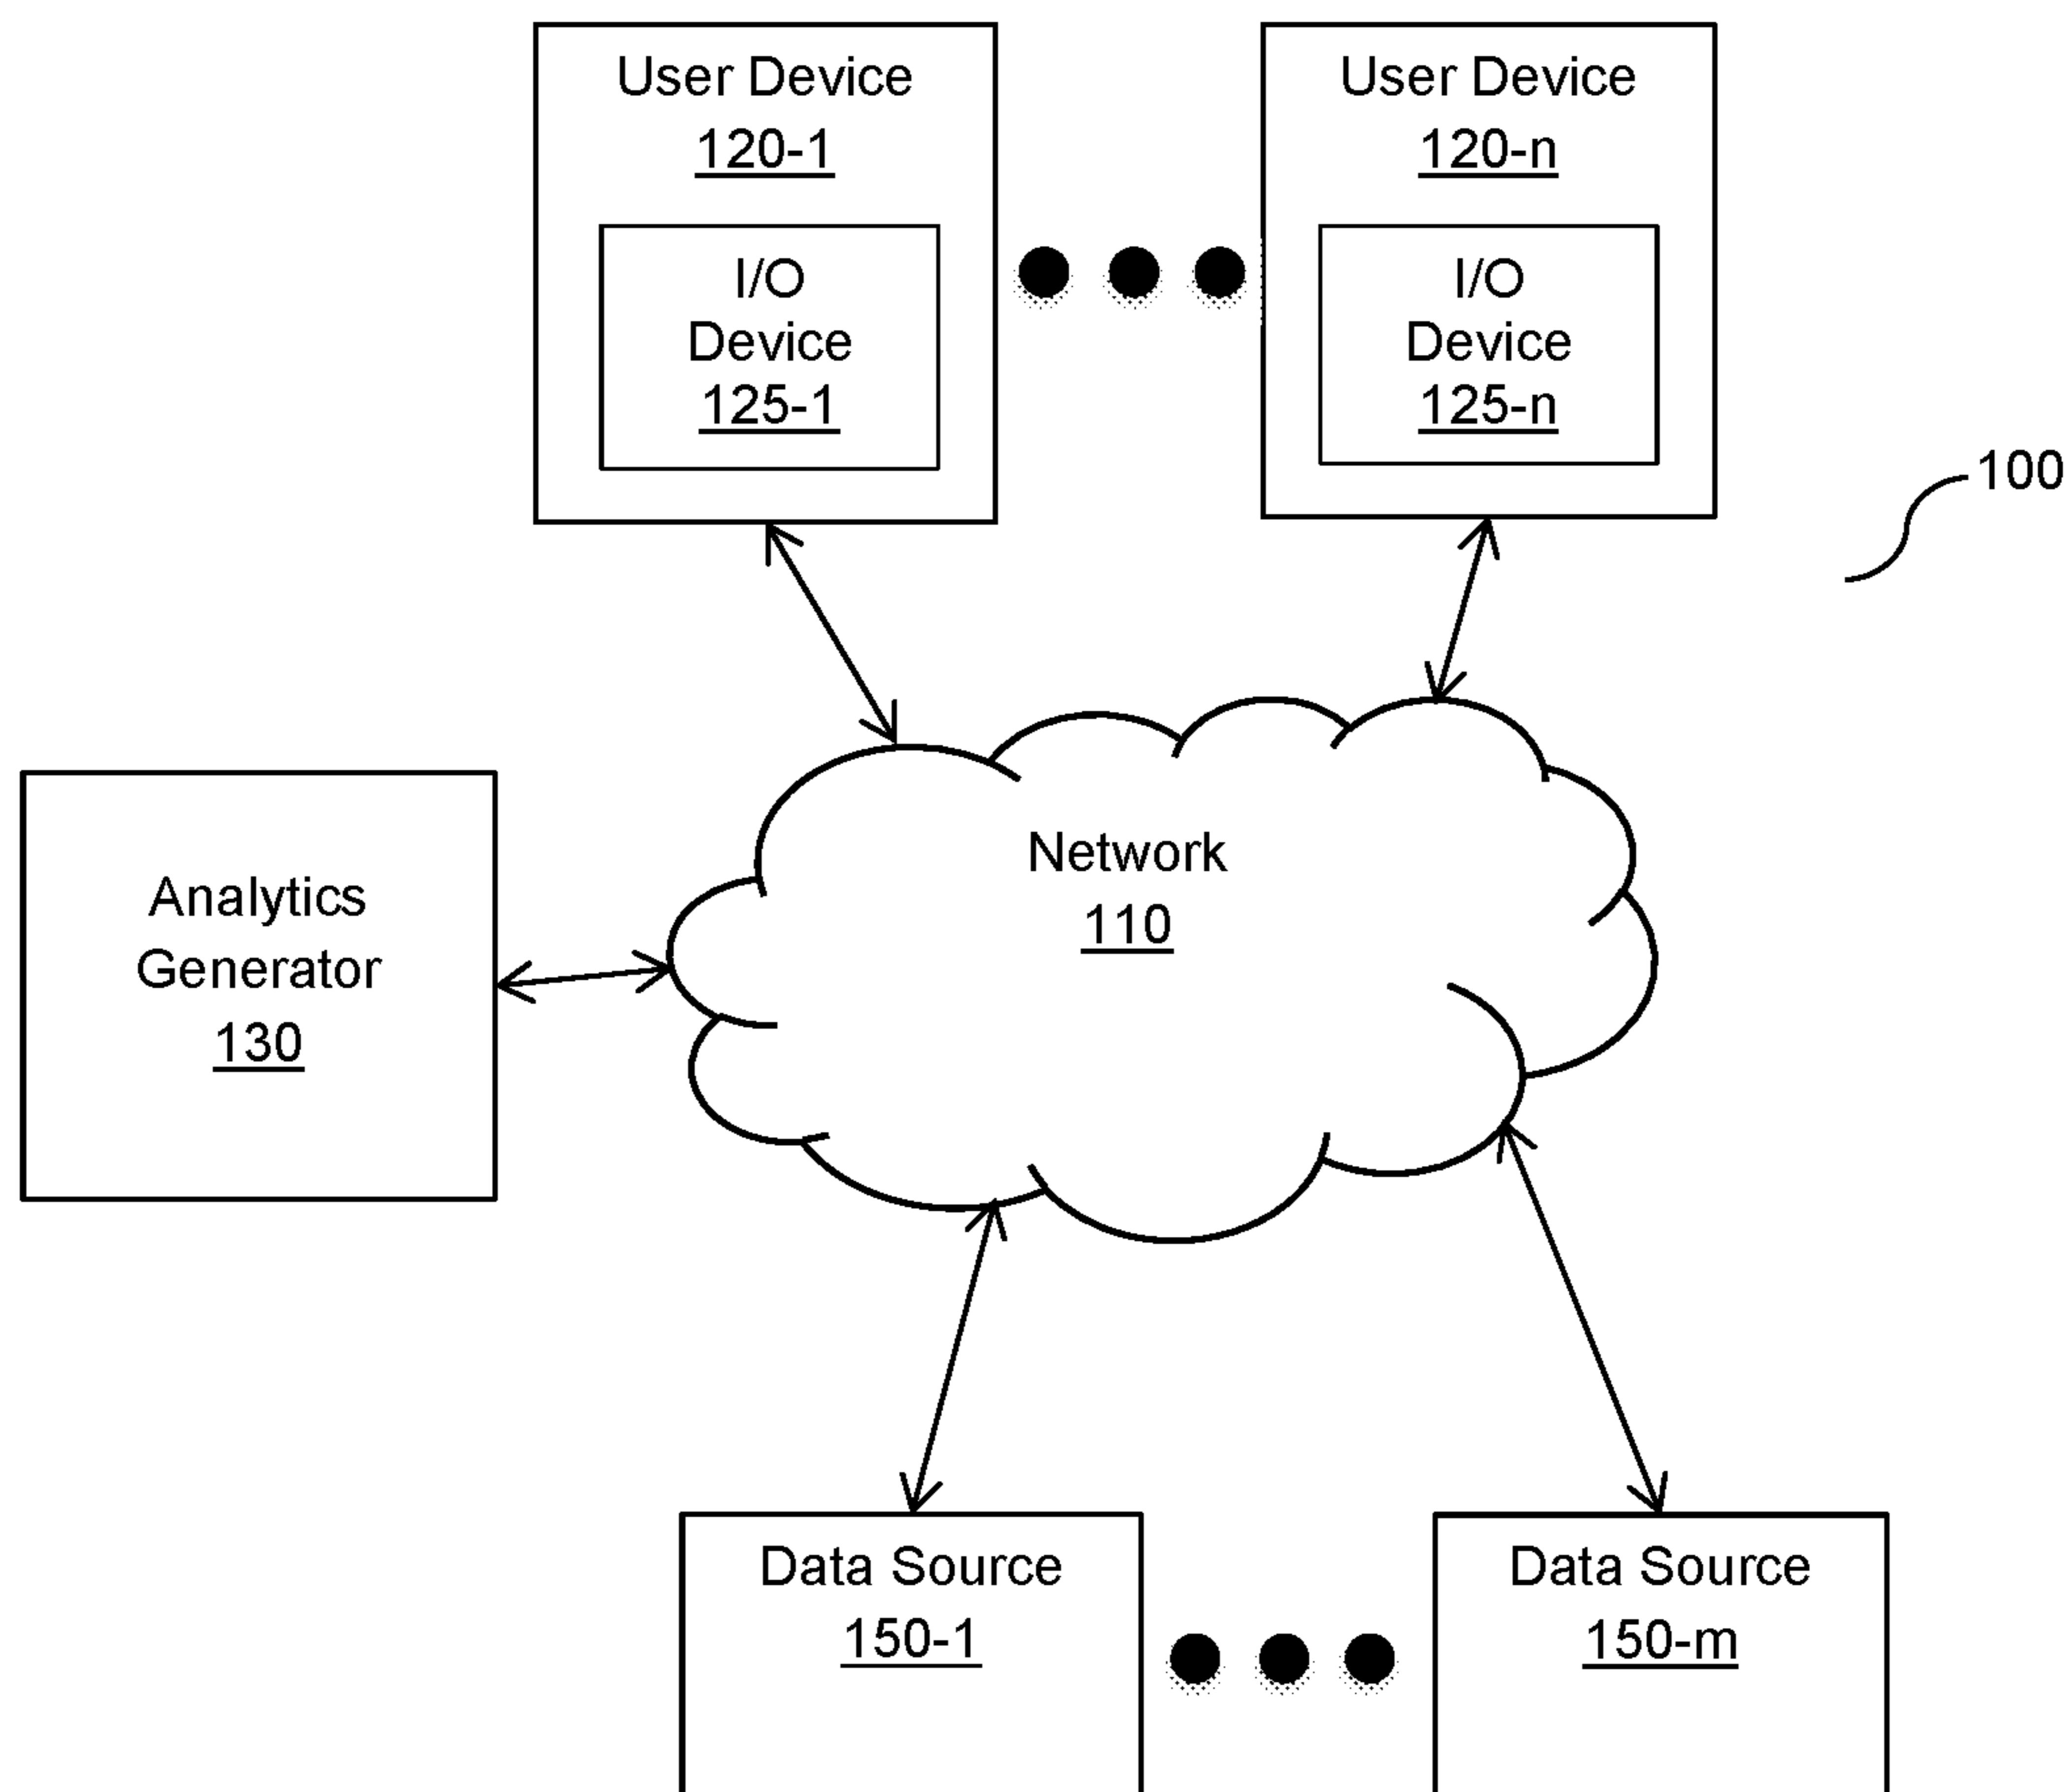 User Device
120-1
I/O
Device
125-1
User Device
120-n
I/O
Device
125-n
100
Network
110
Analytics
Generator
130
Data Source
150-1
Data Source
150-m